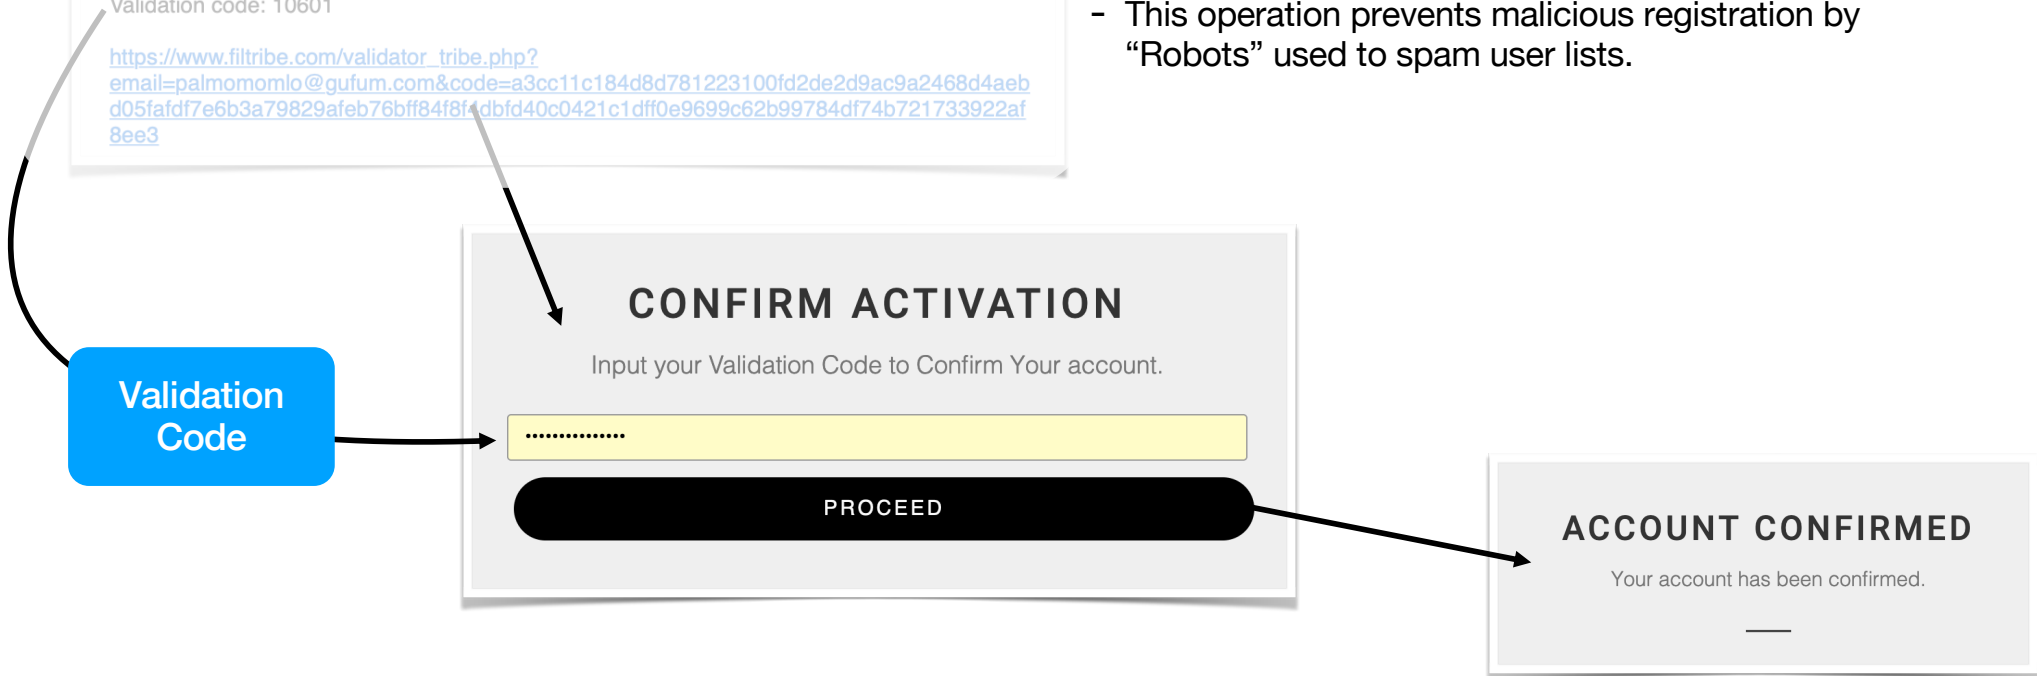 Validation code: 10601
https://www.filtribe.com/validator_tribe.php?
email=palmomomlo@gufum.com&code=a3cc11c184d8d781223100fd2de2d9ac9a2468d4aeb
d05fafdf7e6b3a79829afeb76bff84f8f4dbfd40c0421c1dff0e9699c62b99784df74b721733922af
8ee3
- This operation prevents malicious registration by
“Robots” used to spam user lists.
CONFIRM ACTIVATION
Input your Validation Code to Confirm Your account.
Validation
Code
•••••••••••••••
PROCEED
ACCOUNT CONFIRMED
Your account has been confirmed.